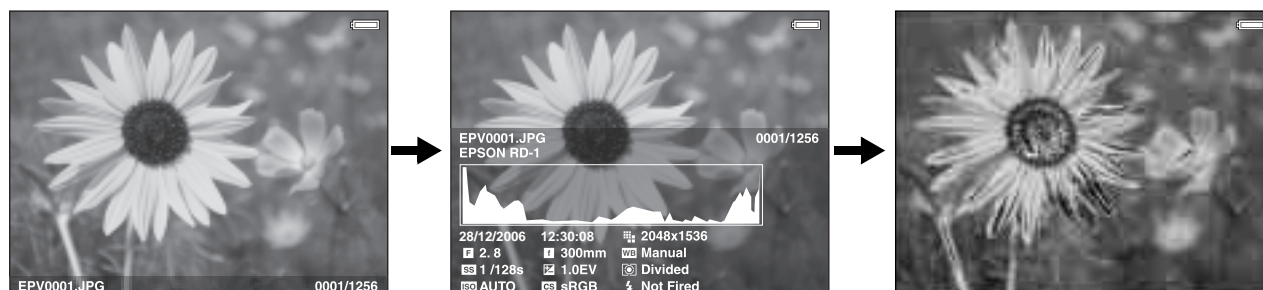 EPV0001.JPG 0001/1256
EPV0001.JPG 0001/1256
EPSON RD-1
28/12/2006 12:30:08 2048x1536
F 2. 8 f 300mm WB Manual
SS 1 /128s 1.0EV Divided
ISO AUTO CS sRGB Not Fired